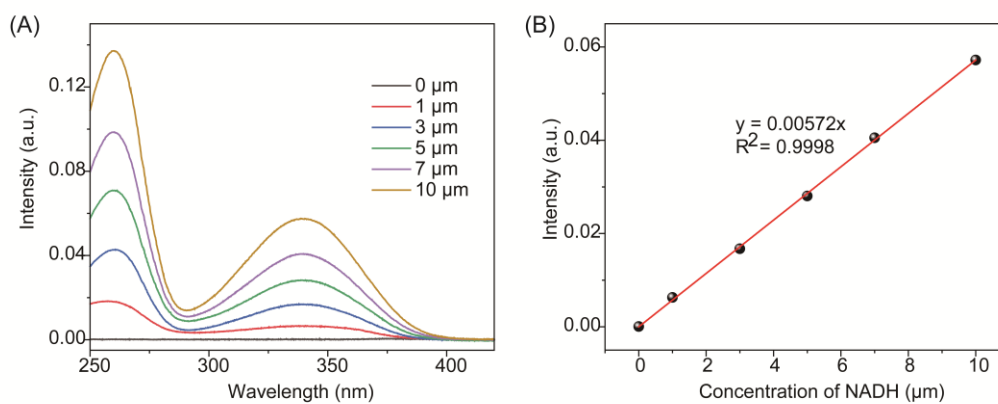 (A)
0.12
0.08
0.04
0.00
Intensity (a.u.)
250
300
350
400
Wavelength (nm)
0 µm
1 µm
3 µm
5 µm
7 µm
10 µm
(B)
0.06
0.04
0.02
0.00
Intensity (a.u.)
y = 0.00572x
R² = 0.9998
0
2
4
6
8
10
Concentration of NADH (µm)